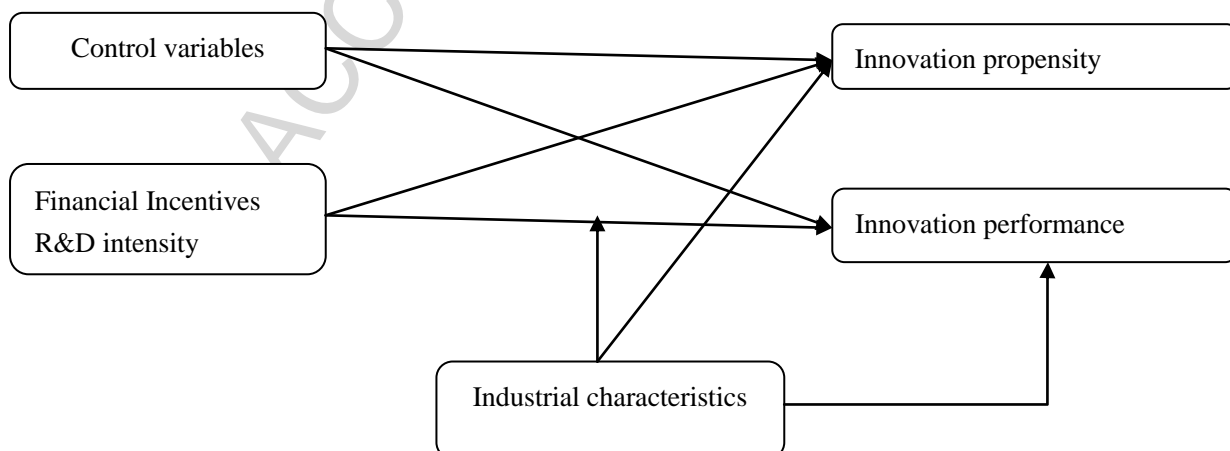 Control variables
Innovation propensity
Financial Incentives
R&D intensity
Innovation performance
Industrial characteristics